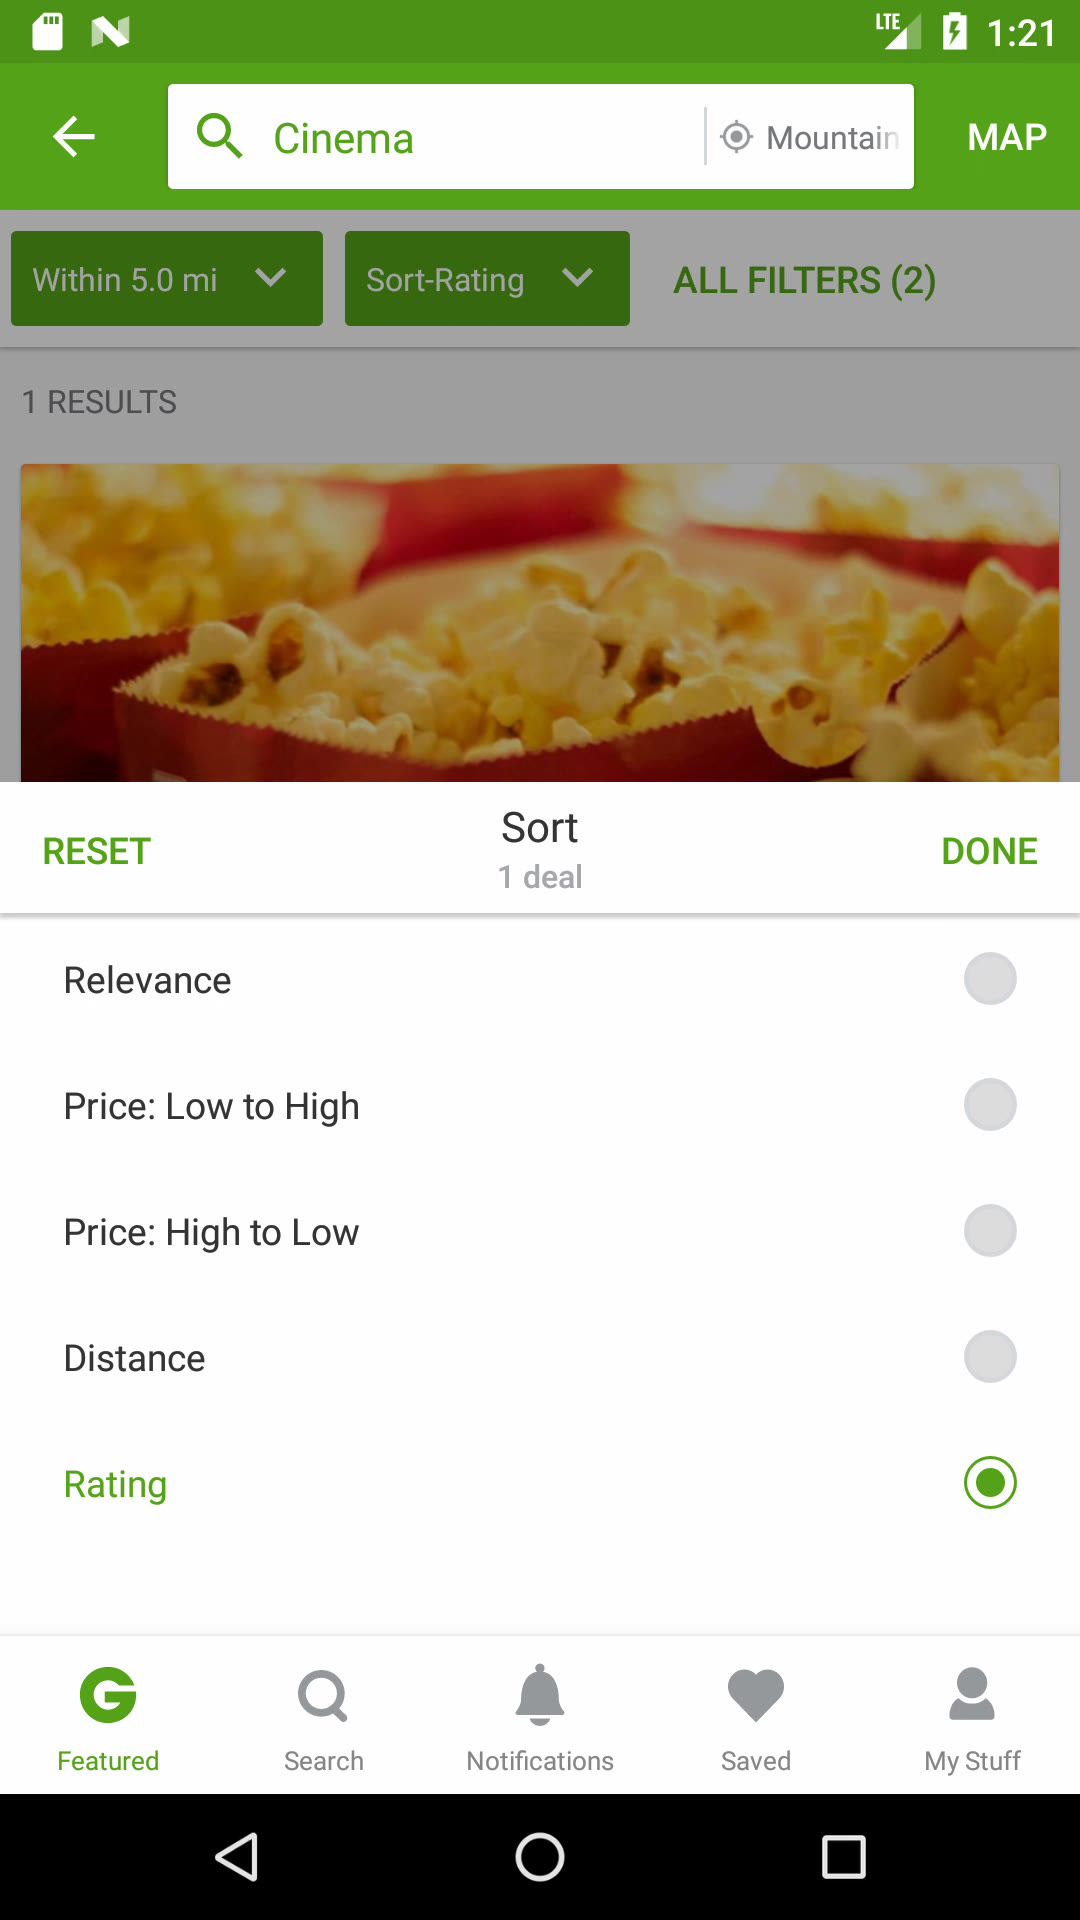 LTE 1:21
Cinema Mountain MAP
Within 5.0 mi Sort-Rating ALL FILTERS (2)
1 RESULTS
RESET Sort DONE
1 deal
Relevance
Price: Low to High
Price: High to Low
Distance
Rating
Featured Search Notifications Saved My Stuff